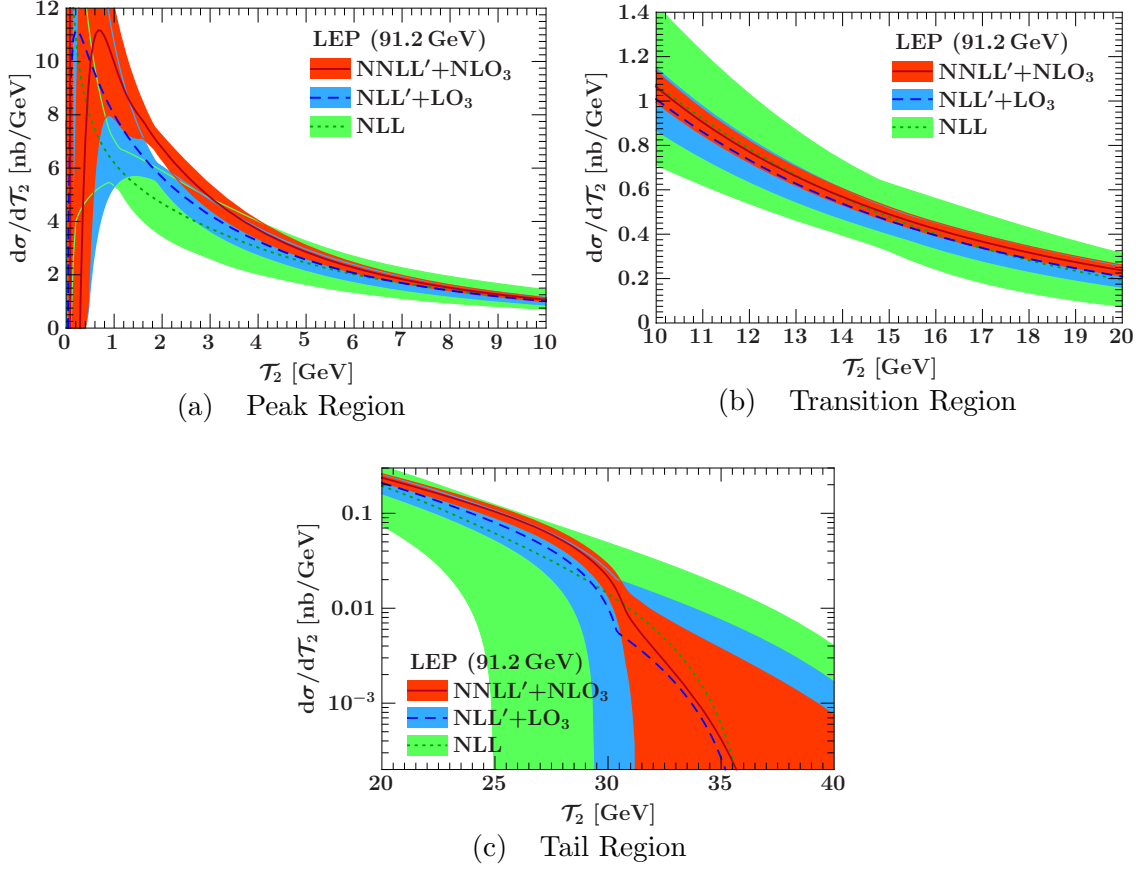 dσ/dT₂ [nb/GeV]
12
10
8
6
4
2
0
LEP (91.2 GeV)
NNLL′+NLO₃
NLL′+LO₃
NLL
0 1 2 3 4 5 6 7 8 9 10
𝒯₂ [GeV]
(a) Peak Region
dσ/d𝒯₂ [nb/GeV]
1.4
1.2
1
0.8
0.6
0.4
0.2
0
LEP (91.2 GeV)
NNLL′+NLO₃
NLL′+LO₃
NLL
10 11 12 13 14 15 16 17 18 19 20
𝒯₂ [GeV]
(b) Transition Region
dσ/d𝒯₂ [nb/GeV]
0.1
0.01
10⁻³
LEP (91.2 GeV)
NNLL′+NLO₃
NLL′+LO₃
NLL
20 25 30 35 40
𝒯₂ [GeV]
(c) Tail Region